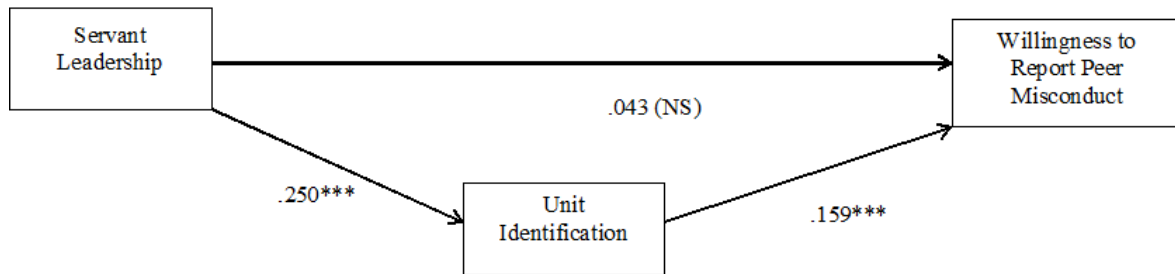 Servant
Leadership
Willingness to
Report Peer
Misconduct
.043 (NS)
.250***
Unit
Identification
.159***